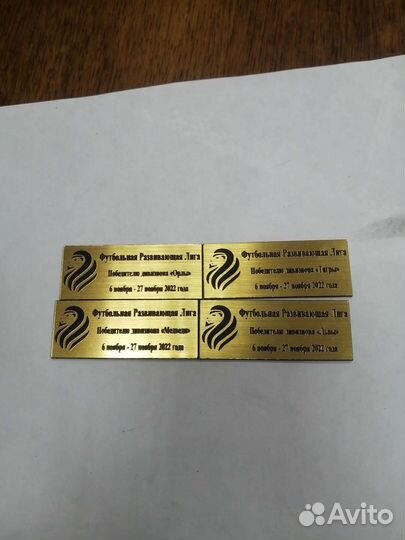 Футбольная Развивающая Лига
Победителю дивизиона «Орлы»
6 ноября - 27 ноября 2022 года
Футбольная Развивающая Лига
Победителю дивизиона «Тигры»
6 ноября - 27 ноября 2022 года
Футбольная Развивающая Лига
Победителю дивизиона «Медведи»
6 ноября - 27 ноября 2022 года
Футбольная Развивающая Лига
Победителю дивизиона «Львы»
6 ноября - 27 ноября 2022 года
Avito